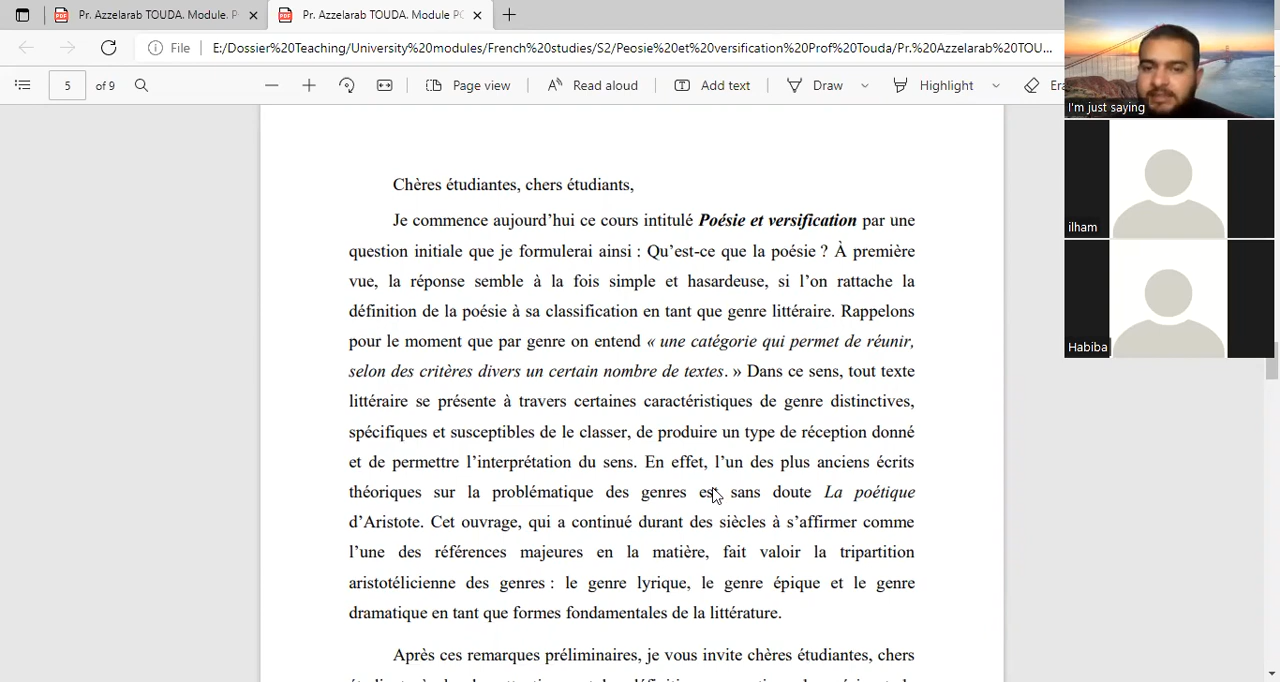 Pr. Azzelarab TOUDA. Module. P
Pr. Azzelarab TOUDA. Module PO
File
E:/Dossier%20Teaching/University%20modules/French%20studies/S2/Peosie%20et%20versification%20Prof%20Touda/Pr.%20Azzelarab%20TOU...
5 of 9
Page view
Read aloud
Add text
Draw
Highlight
Era
I'm just saying
ilham
Habiba
Chères étudiantes, chers étudiants,
Je commence aujourd’hui ce cours intitulé Poésie et versification par une
question initiale que je formulerai ainsi : Qu’est-ce que la poésie ? À première
vue, la réponse semble à la fois simple et hasardeuse, si l’on rattache la
définition de la poésie à sa classification en tant que genre littéraire. Rappelons
pour le moment que par genre on entend « une catégorie qui permet de réunir,
selon des critères divers un certain nombre de textes. » Dans ce sens, tout texte
littéraire se présente à travers certaines caractéristiques de genre distinctives,
spécifiques et susceptibles de le classer, de produire un type de réception donné
et de permettre l’interprétation du sens. En effet, l’un des plus anciens écrits
théoriques sur la problématique des genres est sans doute La poétique
d’Aristote. Cet ouvrage, qui a continué durant des siècles à s’affirmer comme
l’une des références majeures en la matière, fait valoir la tripartition
aristotélicienne des genres : le genre lyrique, le genre épique et le genre
dramatique en tant que formes fondamentales de la littérature.
Après ces remarques préliminaires, je vous invite chères étudiantes, chers